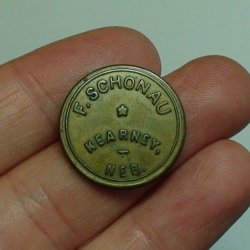 F. SCHONAU
KEARNEY,
NEB.